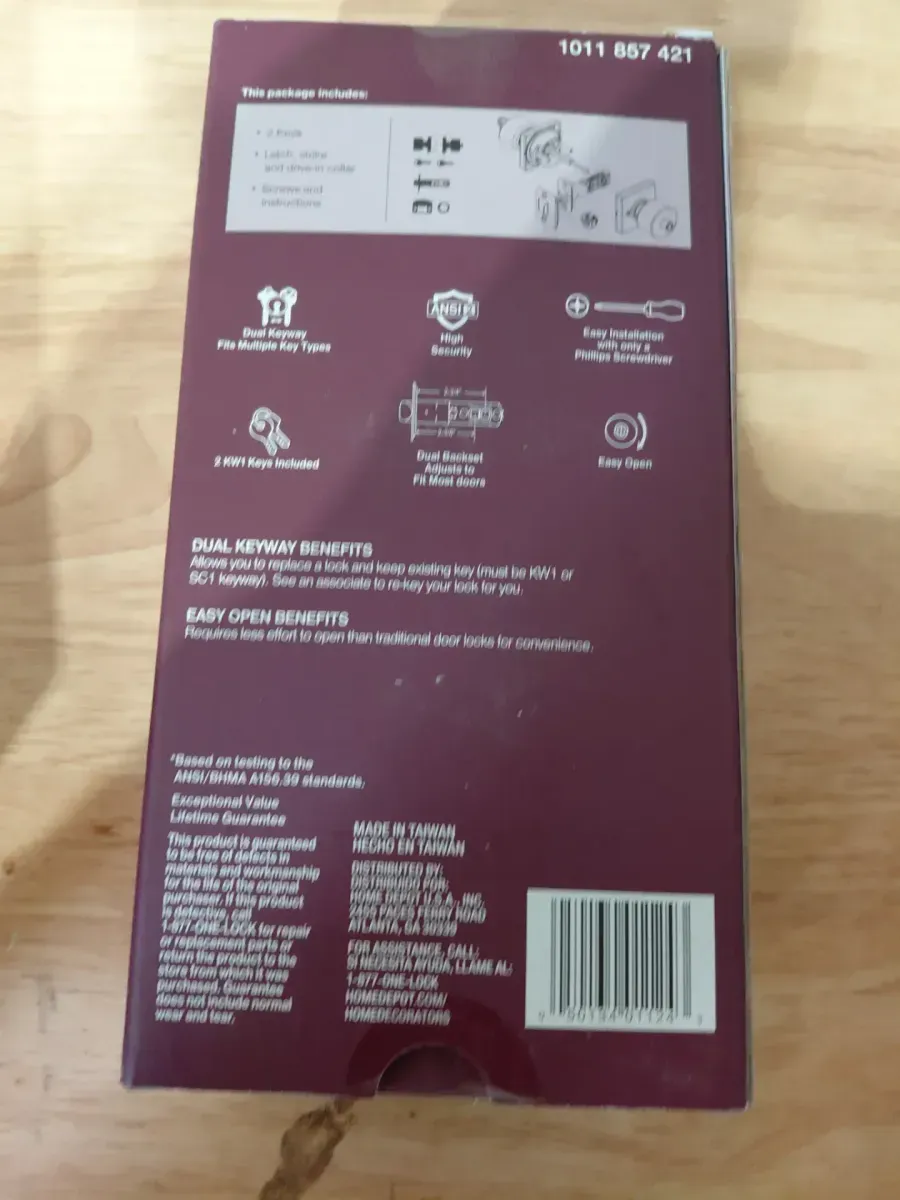 1011 857 421
This package includes:
• 2 Keys
• Latch, strike
and drive-in collar
• Screws and
instructions
Dual Keyway
Fits Multiple Key Types
ANSI
High
Security
Easy Installation
with only a
Phillips Screwdriver
2 KW1 Keys Included
Dual Backset
Adjusts to
Fit Most doors
Easy Open
DUAL KEYWAY BENEFITS
Allows you to replace a lock and keep existing key (must be KW1 or
SC1 keyway). See an associate to re-key your lock for you.
EASY OPEN BENEFITS
Requires less effort to open than traditional door locks for convenience.
*Based on testing to the
ANSI/BHMA A156.39 standards.
Exceptional Value
Lifetime Guarantee
This product is guaranteed
to be free of defects in
materials and workmanship
for the life of the original
purchaser. If this product
is defective, call
1-877-ONE-LOCK for repair
or replacement parts or
return the product to the
store from which it was
purchased. Guarantee
does not include normal
wear and tear.
MADE IN TAIWAN
HECHO EN TAIWAN
DISTRIBUTED BY:
DISTRIBUIDO POR:
HOME DEPOT U.S.A., INC.
2455 PACES FERRY ROAD
ATLANTA, GA 30339
FOR ASSISTANCE, CALL:
SI NECESITA AYUDA, LLAME AL:
1-877-ONE-LOCK
HOMEDEPOT.COM/
HOMEDECORATORS